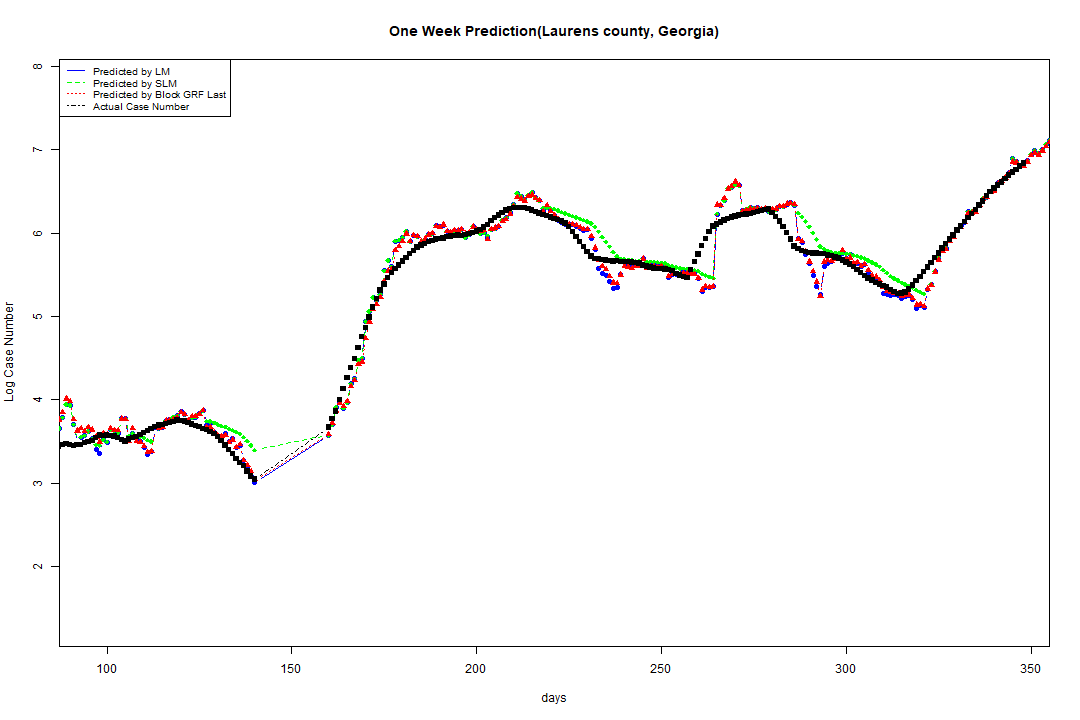 One Week Prediction(Laurens county, Georgia)
Predicted by LM
Predicted by SLM
Predicted by Block GRF Last
Actual Case Number
8
7
6
5
4
3
2
Log Case Number
100 150 200 250 300 350
days